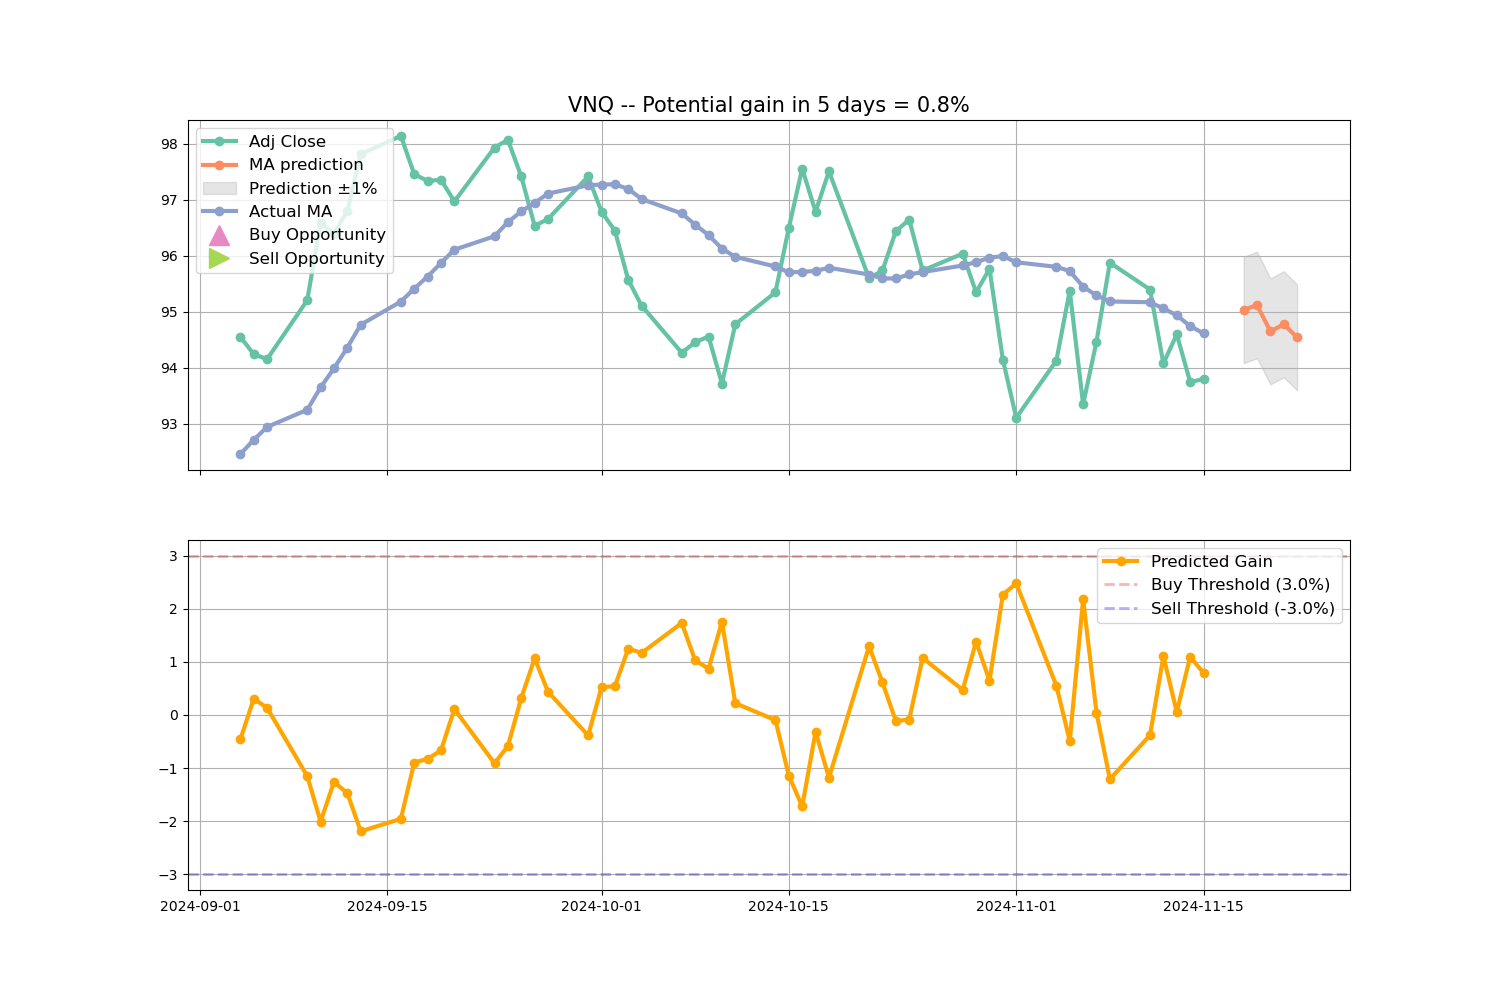 VNQ -- Potential gain in 5 days = 0.8%
98
97
96
95
94
93
Adj Close
MA prediction
Prediction ±1%
Actual MA
Buy Opportunity
Sell Opportunity
3
2
1
0
−1
−2
−3
Predicted Gain
Buy Threshold (3.0%)
Sell Threshold (-3.0%)
2024-09-01
2024-09-15
2024-10-01
2024-10-15
2024-11-01
2024-11-15